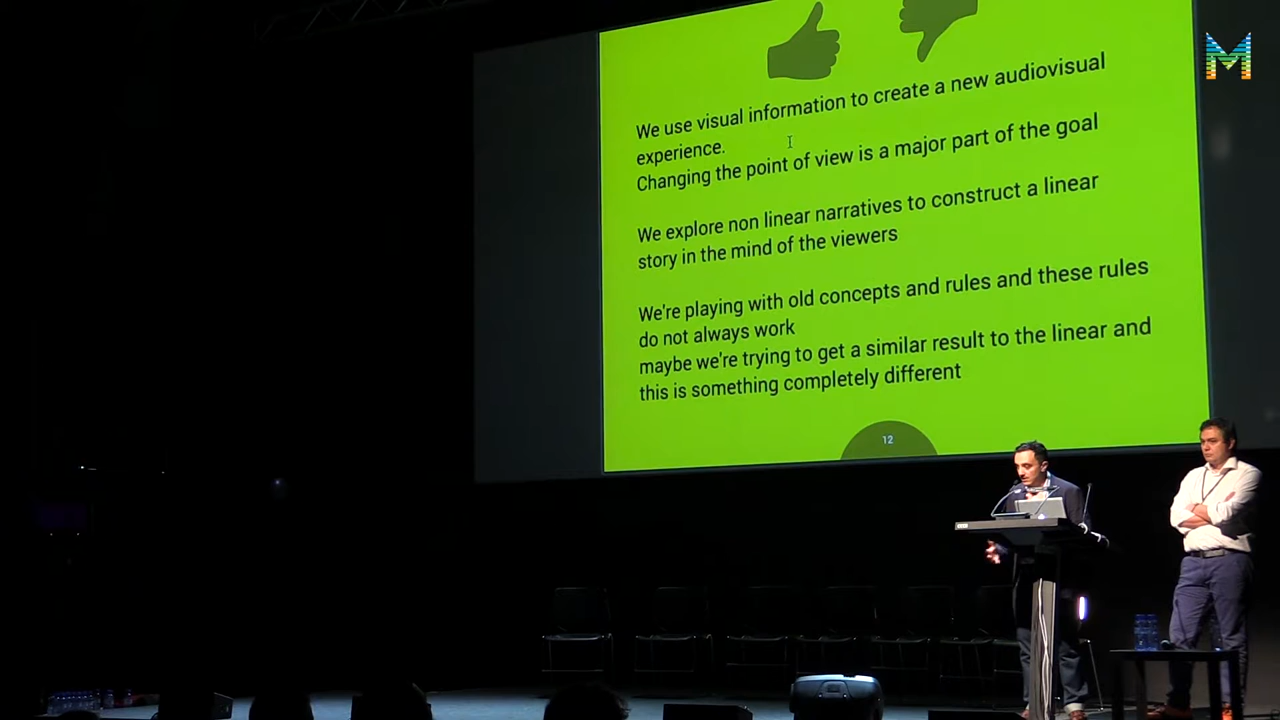 M
We use visual information to create a new audiovisual
experience.
Changing the point of view is a major part of the goal
We explore non linear narratives to construct a linear
story in the mind of the viewers
We're playing with old concepts and rules and these rules
do not always work
maybe we're trying to get a similar result to the linear and
this is something completely different
12